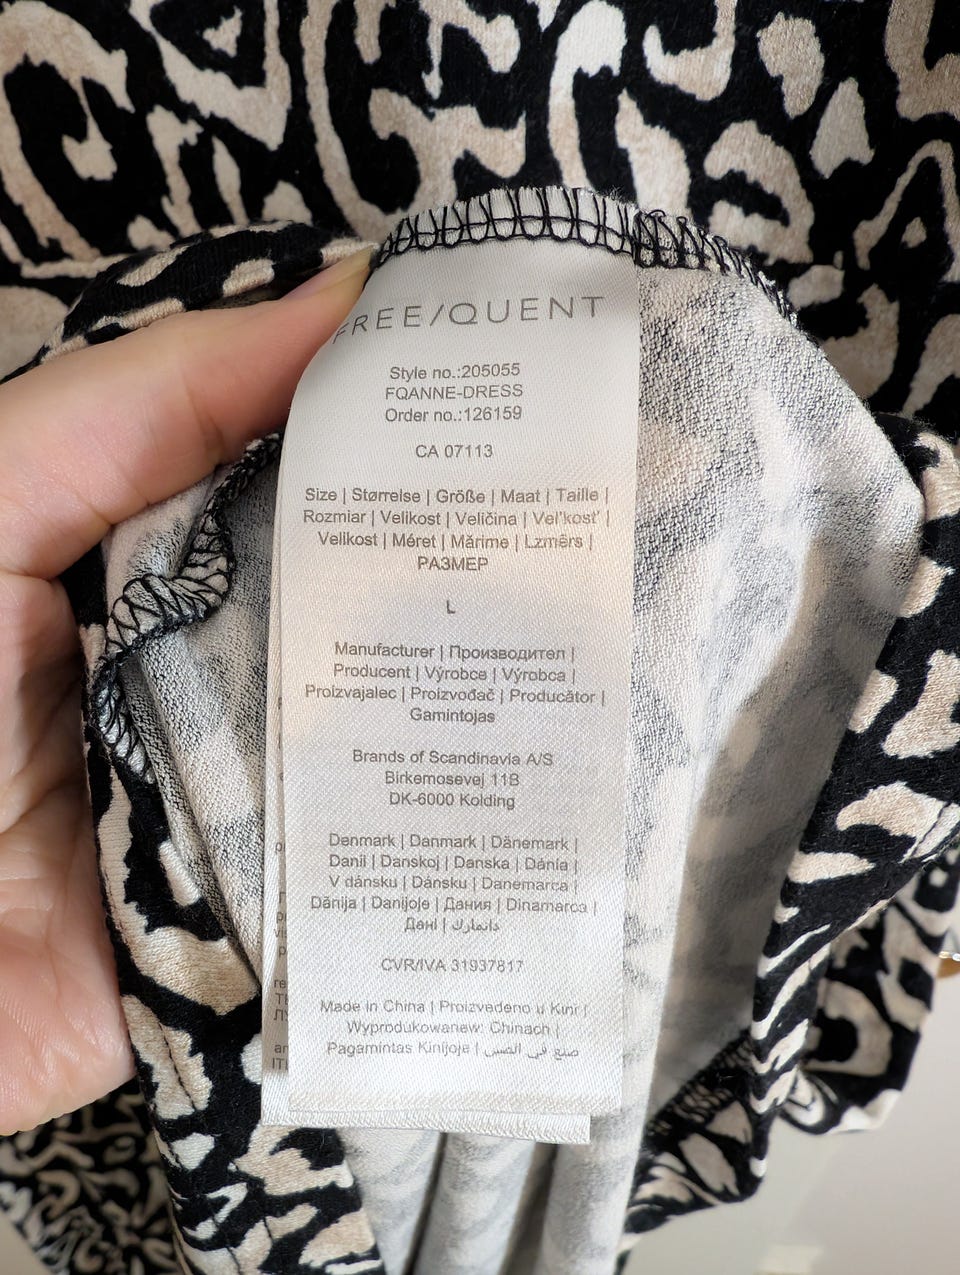 FREE/QUENT
Style no.:205055
FQANNE-DRESS
Order no.:126159
CA 07113
Size | Størrelse | Größe | Maat | Taille |
Rozmiar | Velikost | Veličina | Veľkosť |
Velikost | Méret | Mărime | Lzmērs |
РАЗМЕР
L
Manufacturer | Производител |
Producent | Výrobce | Výrobca |
Proizvajalec | Proizvođač | Producător |
Gamintojas
Brands of Scandinavia A/S
Birkemosevej 11B
DK-6000 Kolding
Denmark | Danmark | Dänemark |
Danil | Danskoj | Danska | Dánia |
V dánsku | Dánsku | Danemarca |
Dānija | Danijoje | Дания | Dinamarca |
Данi | دانمارك
CVR/IVA 31937817
Made in China | Proizvedeno u Kini |
Wyprodukowanew: Chinach |
Pagamintas Kinijoje | صنع في الصين